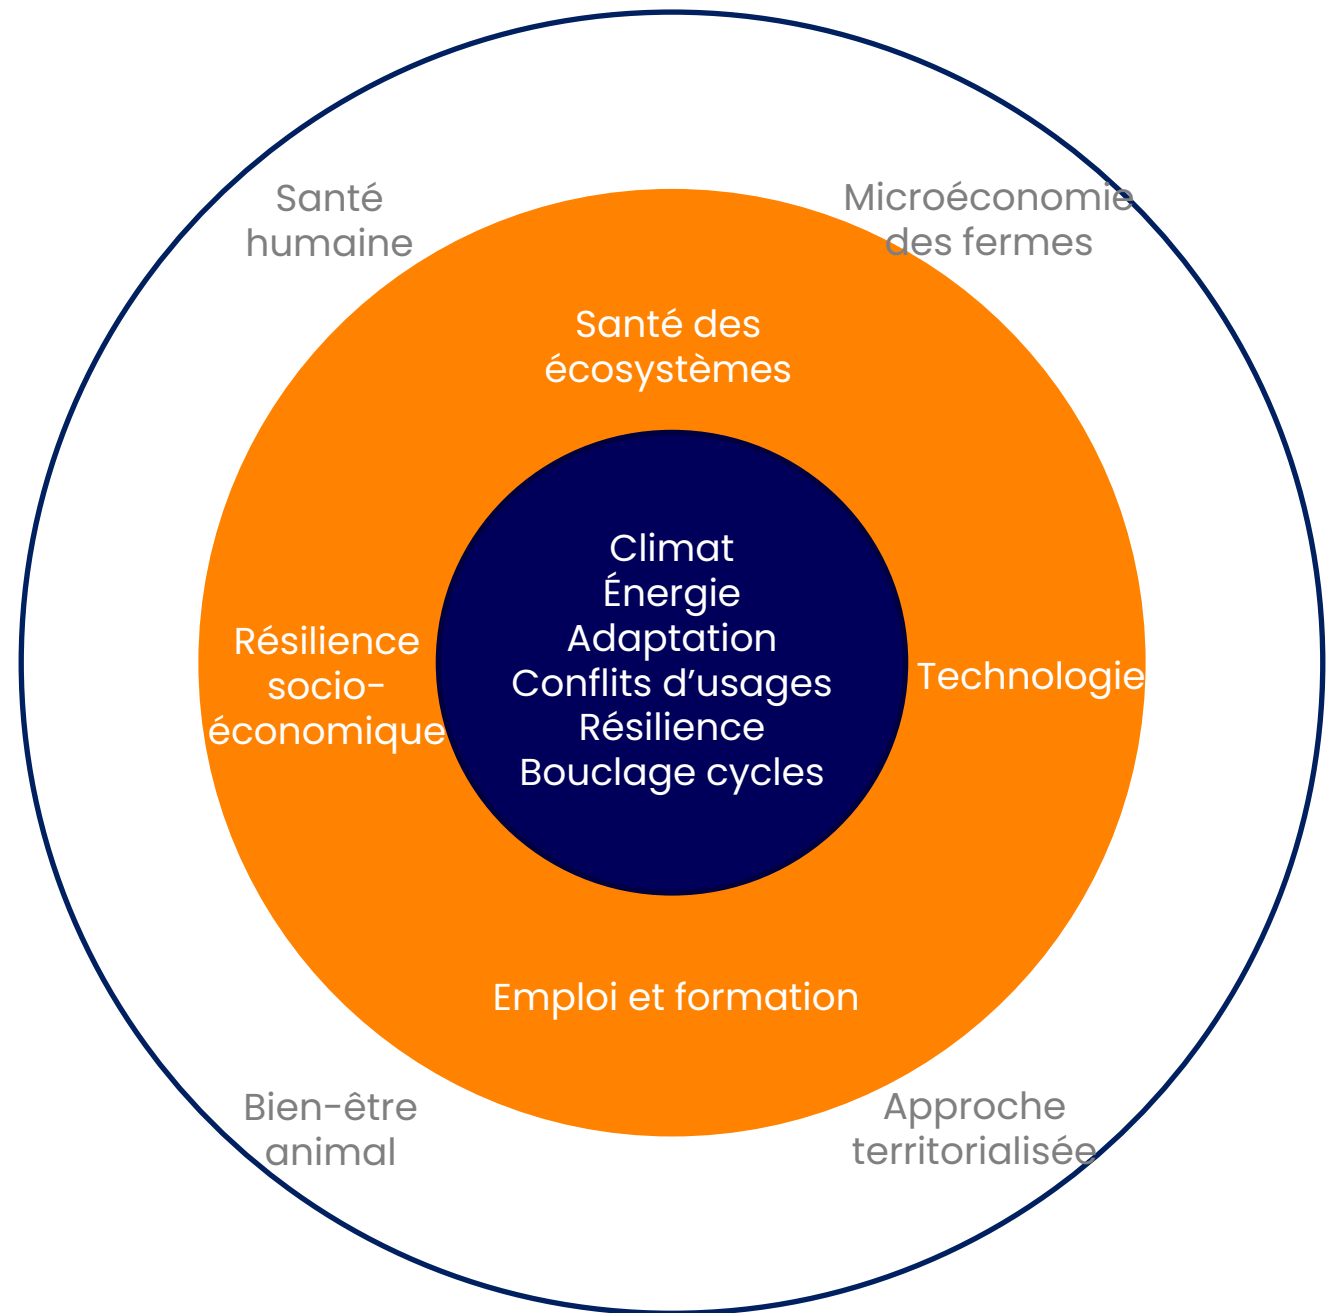 Santé
humaine
Microéconomie
des fermes
Santé des
écosystèmes
Climat
Énergie
Adaptation
Conflits d’usages
Résilience
Bouclage cycles
Résilience
socio-
économique
Technologie
Emploi et formation
Bien-être
animal
Approche
territorialisée